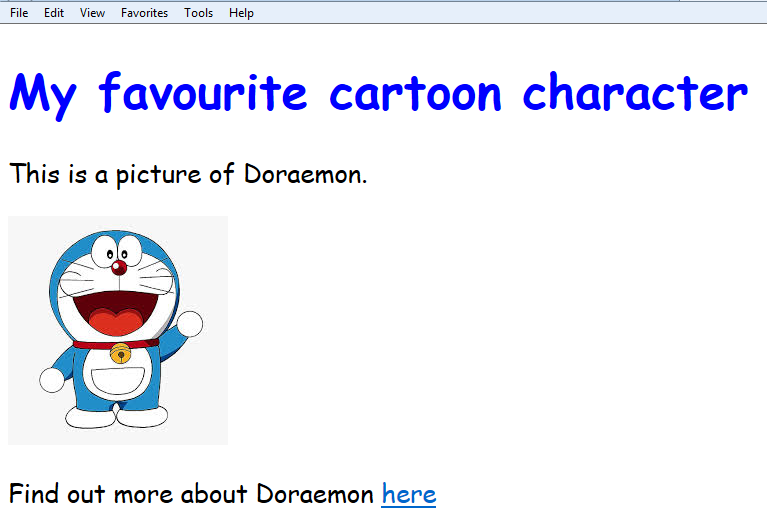 File Edit View Favorites Tools Help
My favourite cartoon character
This is a picture of Doraemon.
Find out more about Doraemon here